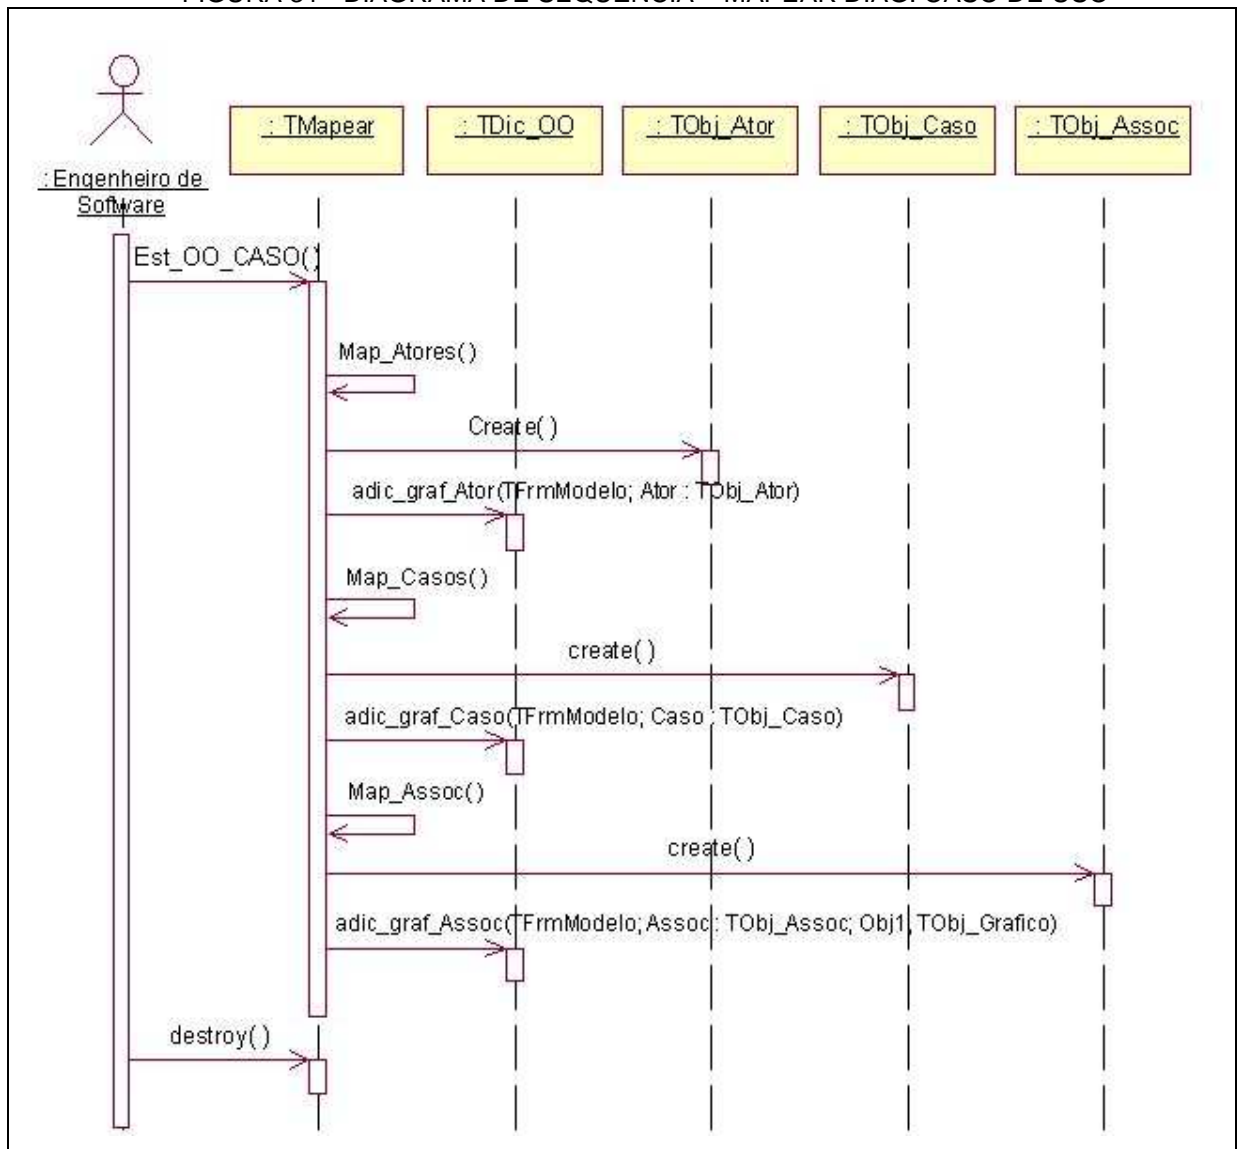 : TMapear
: TDic_OO
: TObj_Ator
: TObj_Caso
: TObj_Assoc
: Engenheiro de
Software
Est_OO_CASO()
Map_Atores()
Create()
adic_graf_Ator(TFrmModelo; Ator : TObj_Ator)
Map_Casos()
create()
adic_graf_Caso(TFrmModelo; Caso : TObj_Caso)
Map_Assoc()
create()
adic_graf_Assoc(TFrmModelo; Assoc : TObj_Assoc; Obj1, TObj_Grafico)
destroy()